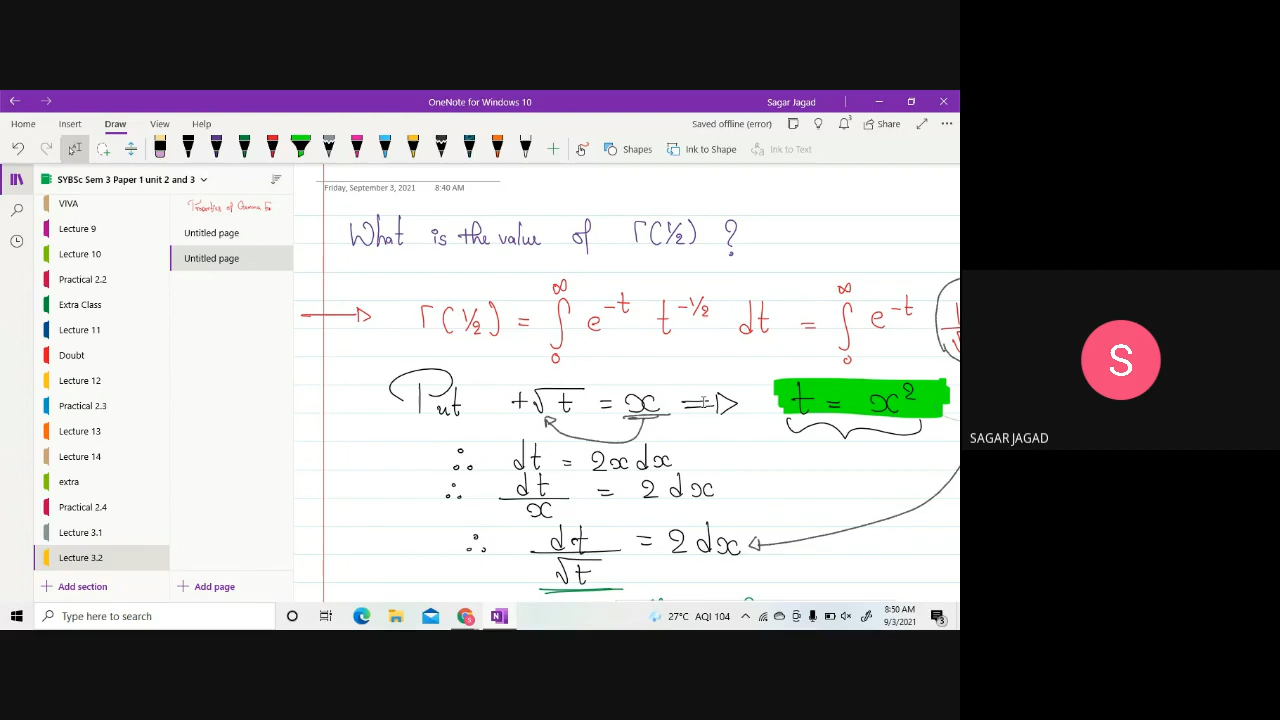 OneNote for Windows 10
Sagar Jagad
Home Insert Draw View Help
Saved offline (error)
Share
Shapes
Ink to Shape
Ink to Text
SYBSc Sem 3 Paper 1 unit 2 and 3
VIVA
Lecture 9
Lecture 10
Practical 2.2
Extra Class
Lecture 11
Doubt
Lecture 12
Practical 2.3
Lecture 13
Lecture 14
extra
Practical 2.4
Lecture 3.1
Lecture 3.2
Add section
Properties of Gamma
Untitled page
Untitled page
Add page
Friday, September 3, 2021 8:40 AM
What is the value of Γ(1/2) ?
→ Γ(1/2) = ∫₀^∞ e^-t t^-1/2 dt = ∫₀^∞ e^-t
Put +√t = x ⇒ t = x²
∴ dt = 2x dx
∴ dt/x = 2 dx
∴ dt/√t = 2 dx
S
SAGAR JAGAD
Type here to search
27°C AQI 104
8:50 AM
9/3/2021
3